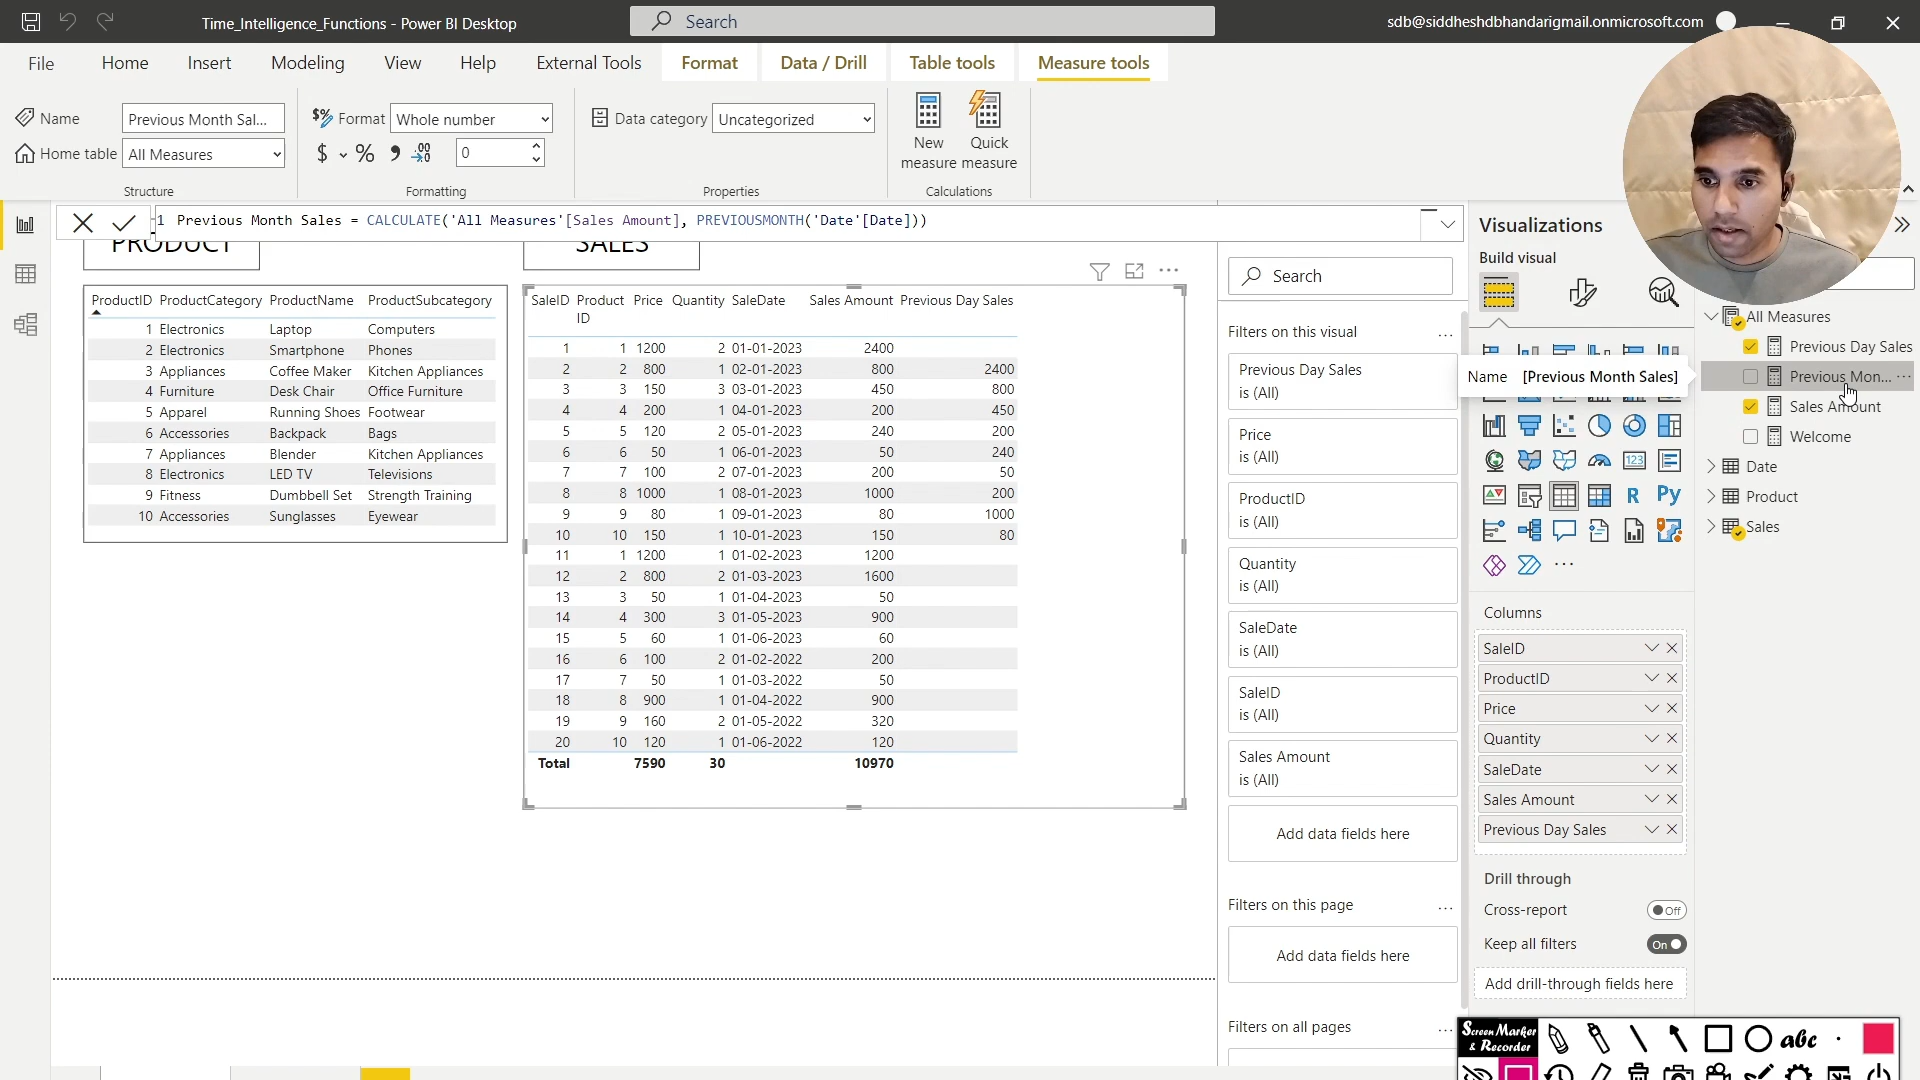 Time_Intelligence_Functions - Power BI Desktop
Search
sdb@siddheshdbhandarigmail.onmicrosoft.com
File Home Insert Modeling View Help External Tools Format Data / Drill Table tools Measure tools
Name Previous Month Sal...
Home table All Measures
Structure
Format Whole number
$ % 9 .00 0
Formatting
Data category Uncategorized
Properties
New measure
Quick measure
Calculations
1 Previous Month Sales = CALCULATE('All Measures'[Sales Amount], PREVIOUSMONTH('Date'[Date]))
PRODUCT
SALES
ProductID ProductCategory ProductName ProductSubcategory
1 Electronics Laptop Computers
2 Electronics Smartphone Phones
3 Appliances Coffee Maker Kitchen Appliances
4 Furniture Desk Chair Office Furniture
5 Apparel Running Shoes Footwear
6 Accessories Backpack Bags
7 Appliances Blender Kitchen Appliances
8 Electronics LED TV Televisions
9 Fitness Dumbbell Set Strength Training
10 Accessories Sunglasses Eyewear
SaleID Product ID Price Quantity SaleDate Sales Amount Previous Day Sales
1 1 1200 2 01-01-2023 2400
2 2 800 1 02-01-2023 800 2400
3 3 150 3 03-01-2023 450 800
4 4 200 1 04-01-2023 200 450
5 5 120 2 05-01-2023 240 200
6 6 50 1 06-01-2023 50 240
7 7 100 2 07-01-2023 200 50
8 8 1000 1 08-01-2023 1000 200
9 9 80 1 09-01-2023 80 1000
10 10 150 1 10-01-2023 150 80
11 1 1200 1 01-02-2023 1200
12 2 800 2 01-03-2023 1600
13 3 50 1 01-04-2023 50
14 4 300 3 01-05-2023 900
15 5 60 1 01-06-2023 60
16 6 100 2 01-02-2022 200
17 7 50 1 01-03-2022 50
18 8 900 1 01-04-2022 900
19 9 160 2 01-05-2022 320
20 10 120 1 01-06-2022 120
Total 7590 30 10970
Search
Filters on this visual ...
Previous Day Sales
is (All)
Price
is (All)
ProductID
is (All)
Quantity
is (All)
SaleDate
is (All)
SaleID
is (All)
Sales Amount
is (All)
Add data fields here
Filters on this page ...
Add data fields here
Filters on all pages ...
Visualizations
Build visual
Name [Previous Month Sales]
123
R Py
...
Columns
SaleID
ProductID
Price
Quantity
SaleDate
Sales Amount
Previous Day Sales
Drill through
Cross-report Off
Keep all filters On
Add drill-through fields here
All Measures
Previous Day Sales
Previous Mon... ...
Sales Amount
Welcome
Date
Product
Sales
Screen Marker & Recorder
abc